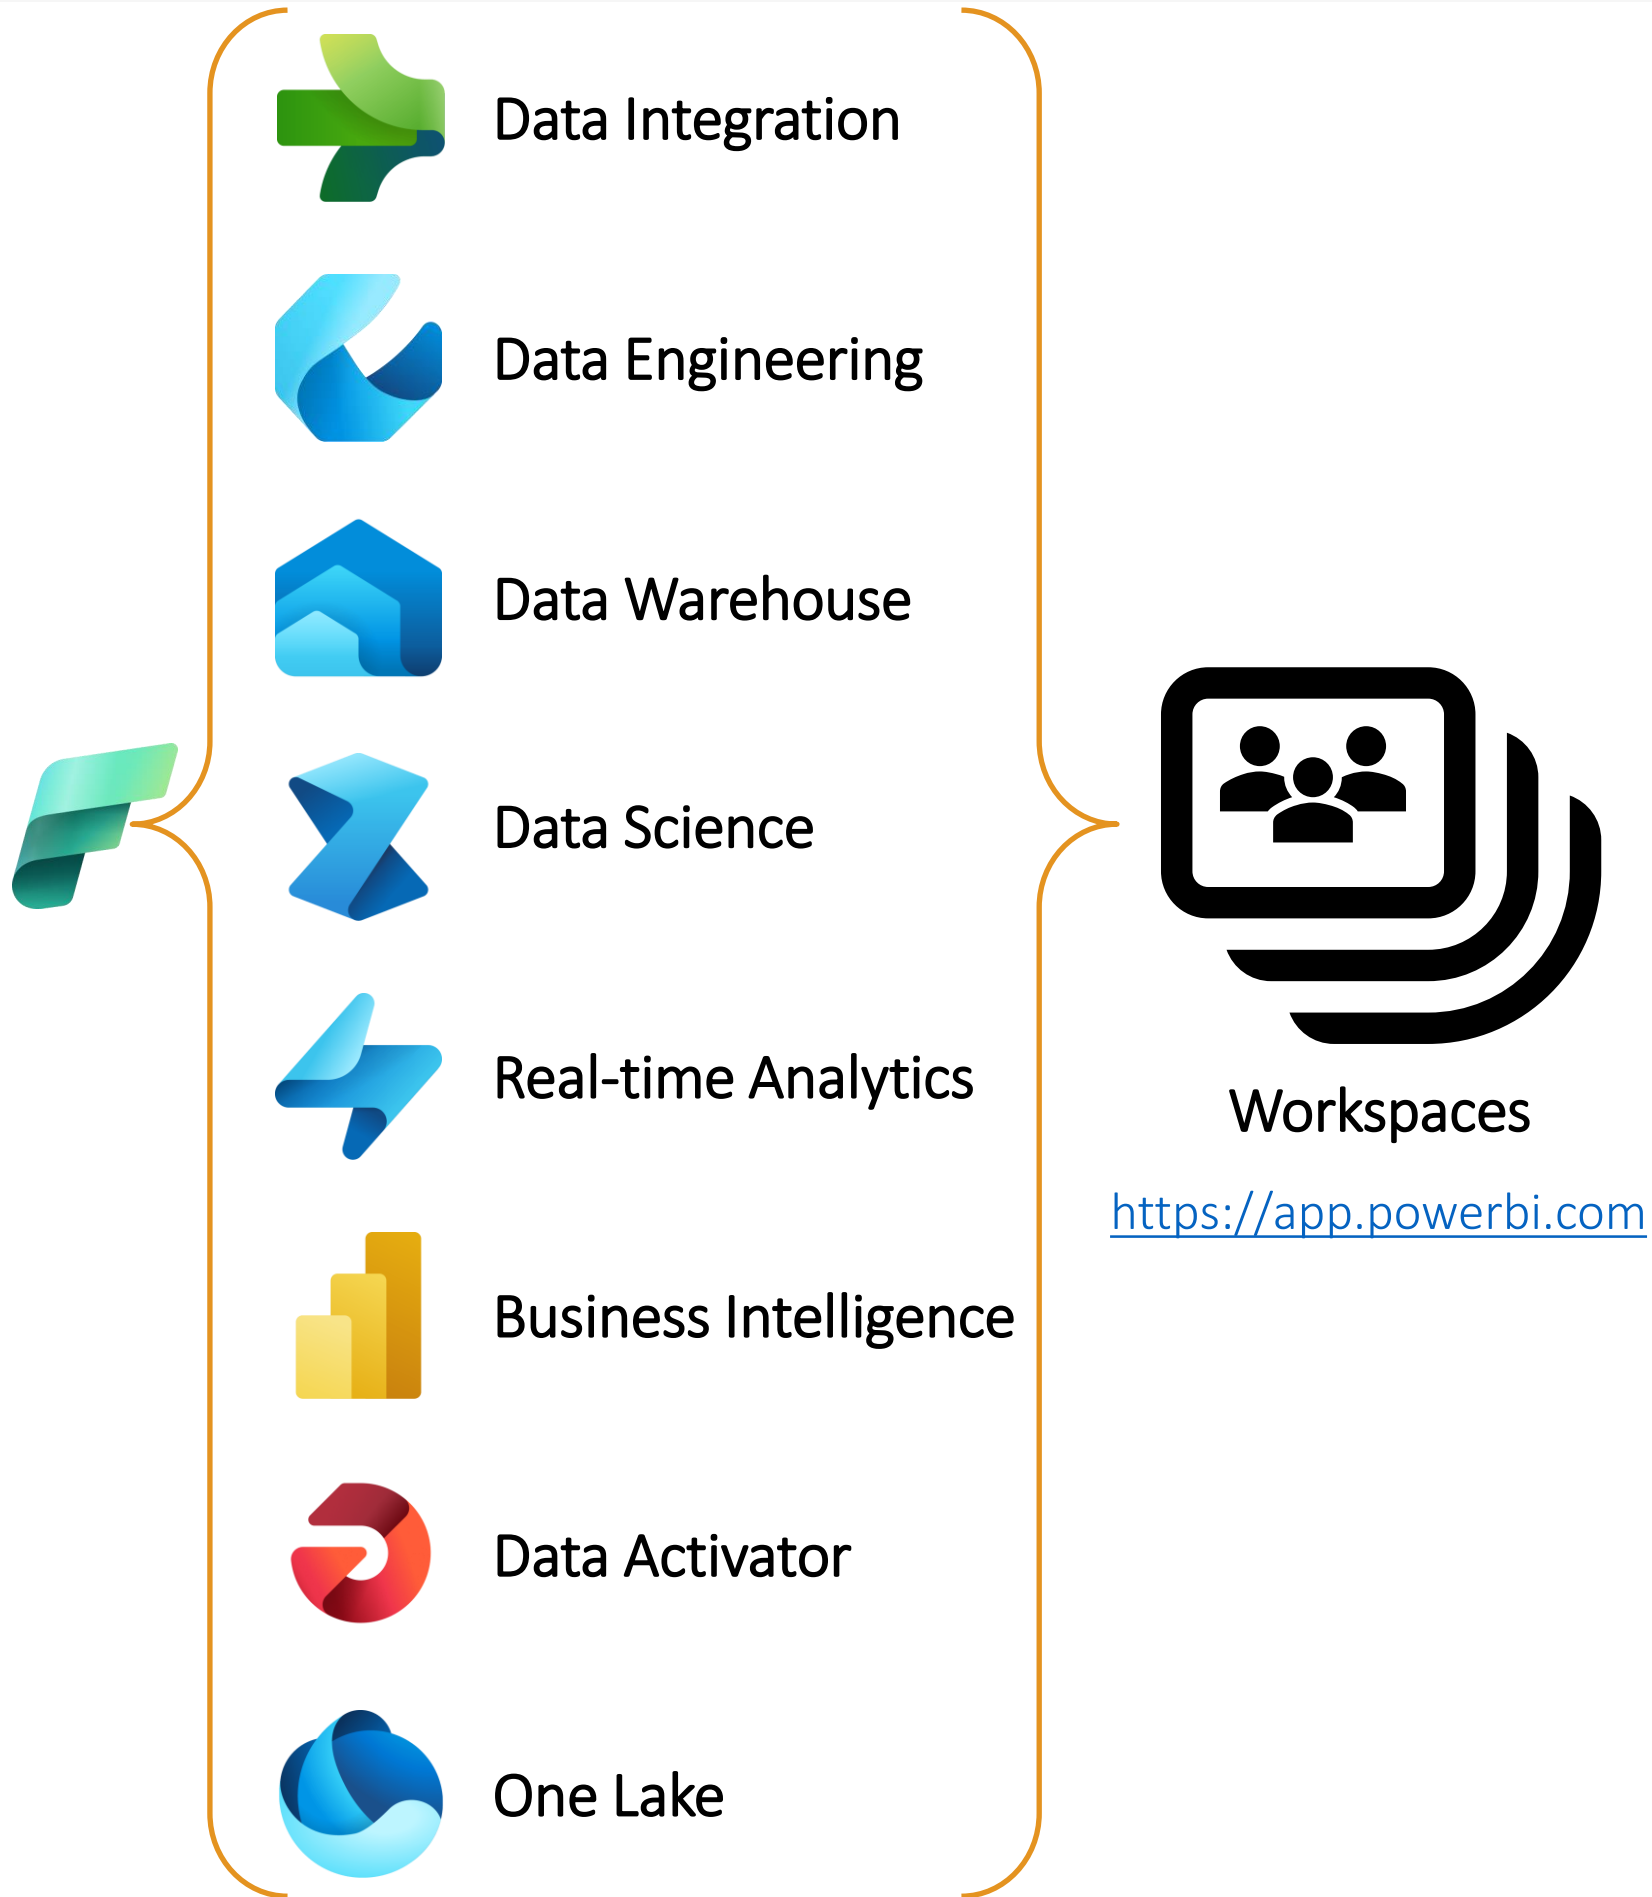 Data Integration
Data Engineering
Data Warehouse
Data Science
Real-time Analytics
Business Intelligence
Data Activator
One Lake
Workspaces
https://app.powerbi.com